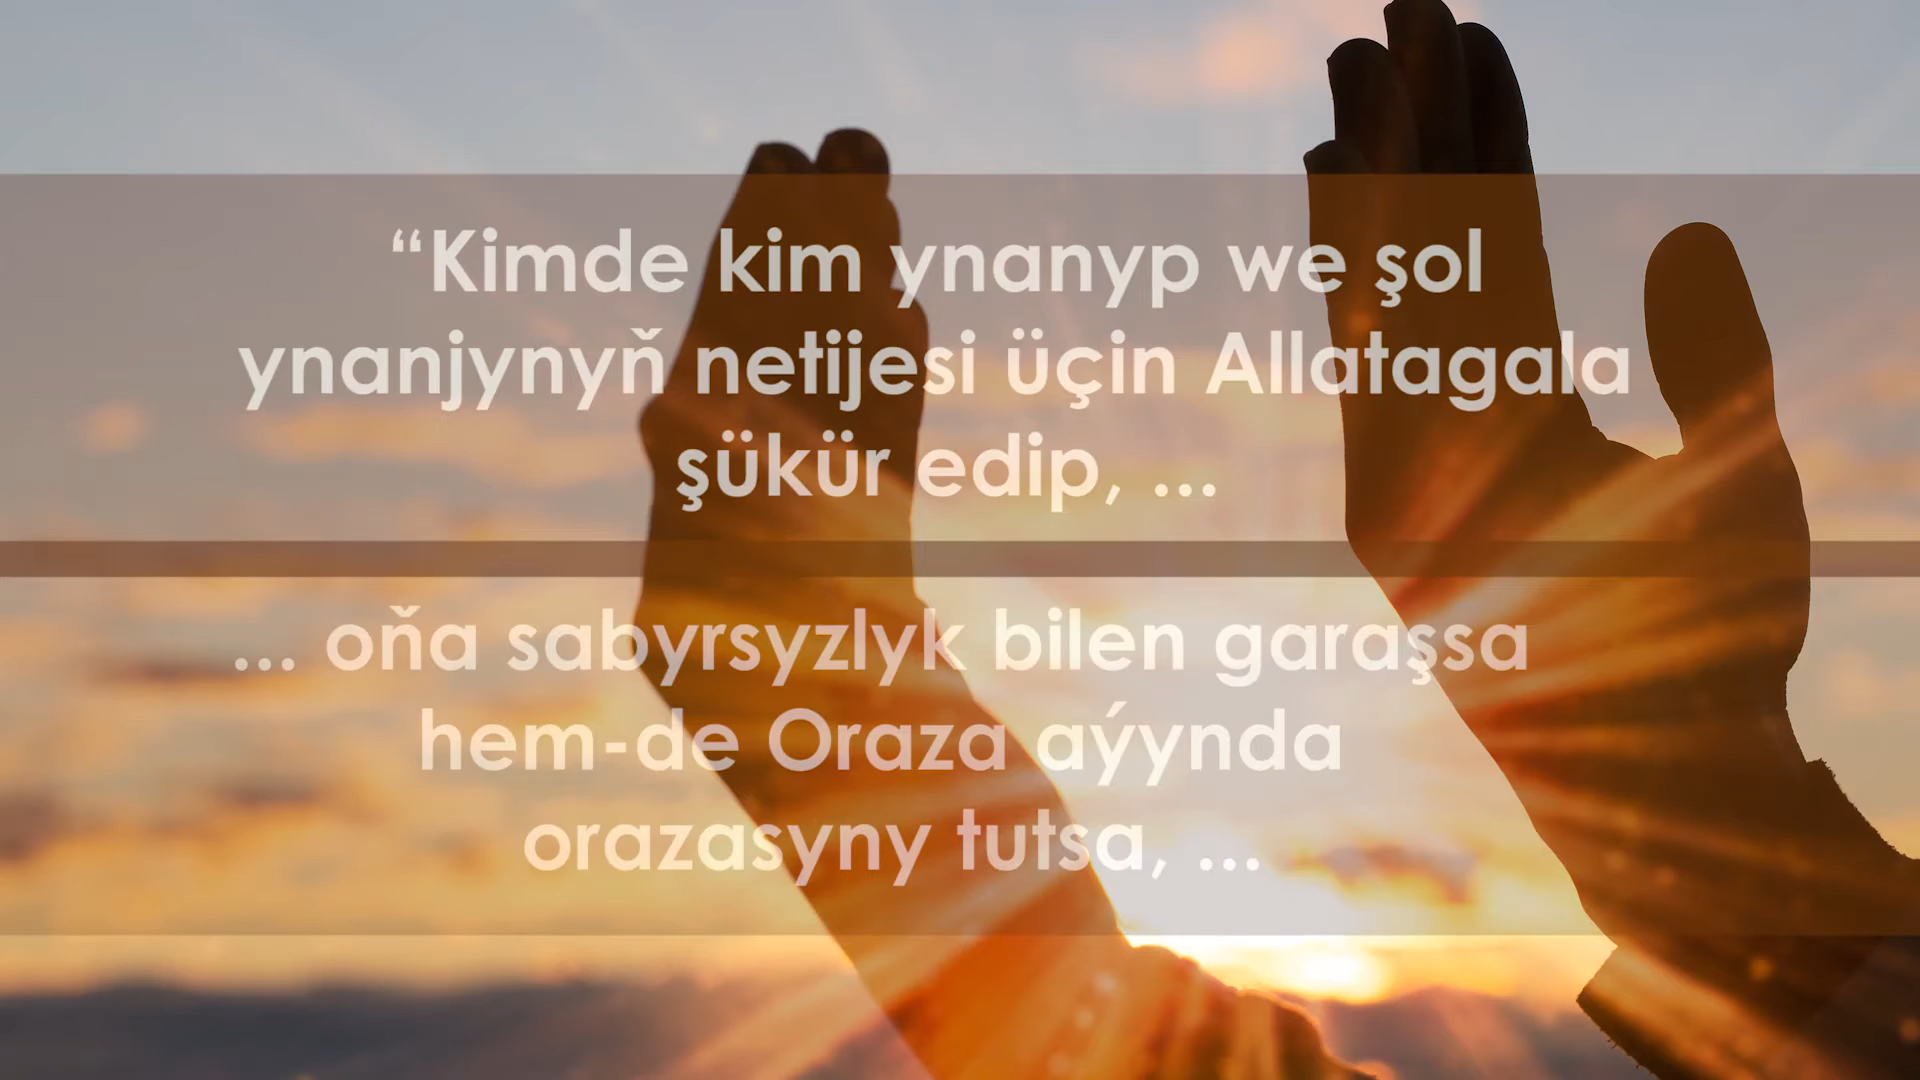 “Kimde kim ynanyp we şol
ynanjynyň netijesi üçin Allatagala
şükür edip, ...
... oňa sabyrsyzlyk bilen garaşsa
hem-de Oraza aýynda
orazasyny tutsa, ...